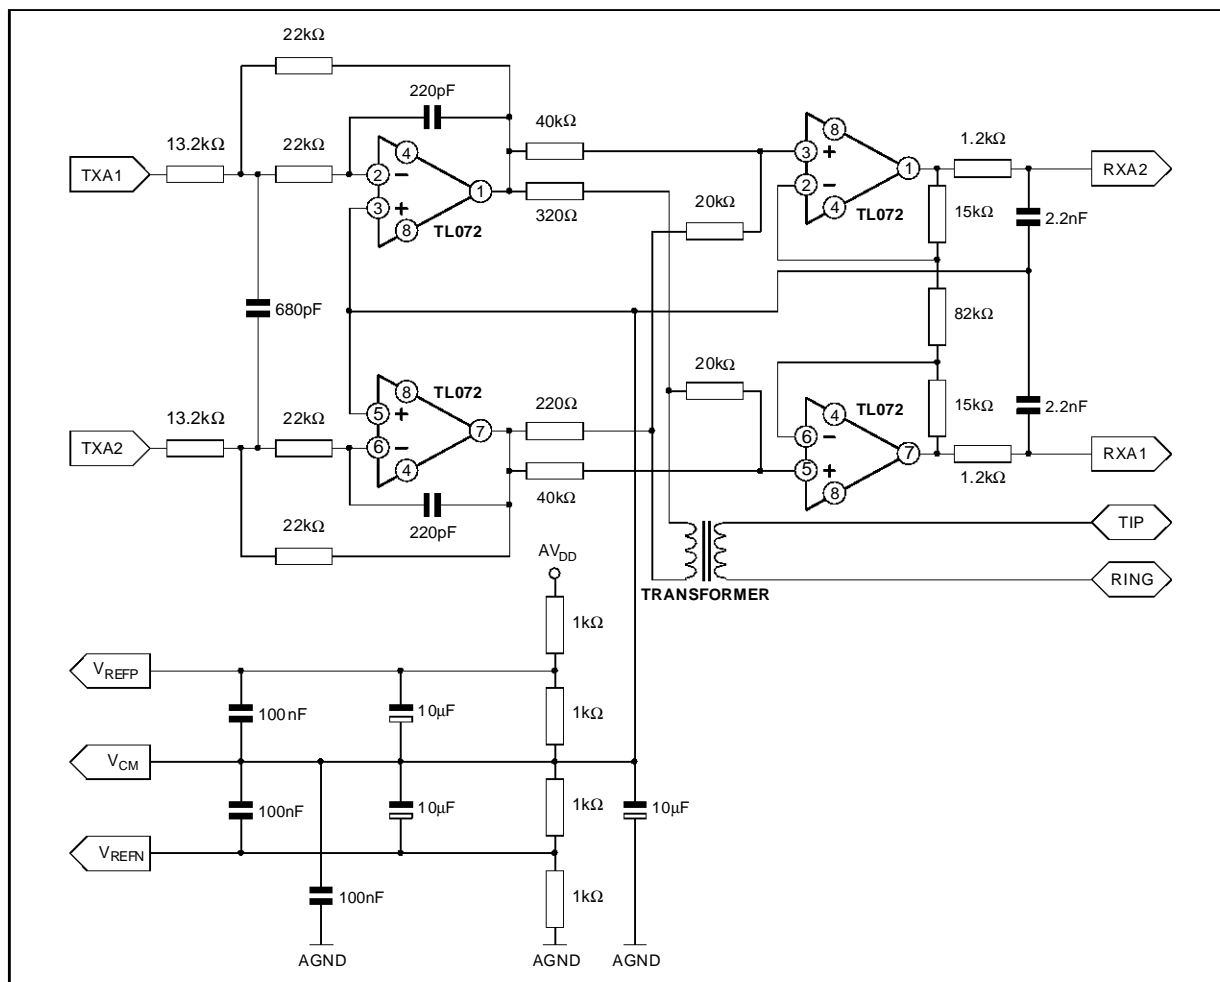 22kΩ
220pF
13.2kΩ
22kΩ
40kΩ
1.2kΩ
TXA1
4
2
−
3
+
8
1
TL072
320Ω
20kΩ
8
3
+
2
−
4
1
TL072
15kΩ
2.2nF
RXA2
680pF
82kΩ
20kΩ
TL072
13.2kΩ
22kΩ
8
5
+
6
−
4
7
220Ω
TL072
15kΩ
2.2nF
TXA2
4
6
−
5
+
8
7
RXA1
22kΩ
220pF
40kΩ
1.2kΩ
TIP
AVDD
RING
TRANSFORMER
1kΩ
VREFP
100nF
10µF
1kΩ
VCM
100nF
10µF
1kΩ
10µF
VREFN
100nF
1kΩ
AGND
AGND
AGND